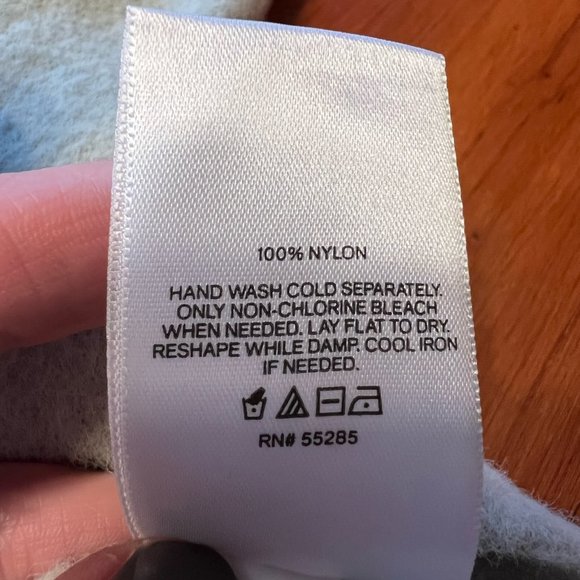 100% NYLON
HAND WASH COLD SEPARATELY.
ONLY NON-CHLORINE BLEACH
WHEN NEEDED. LAY FLAT TO DRY.
RESHAPE WHILE DAMP. COOL IRON
IF NEEDED.
RN# 55285